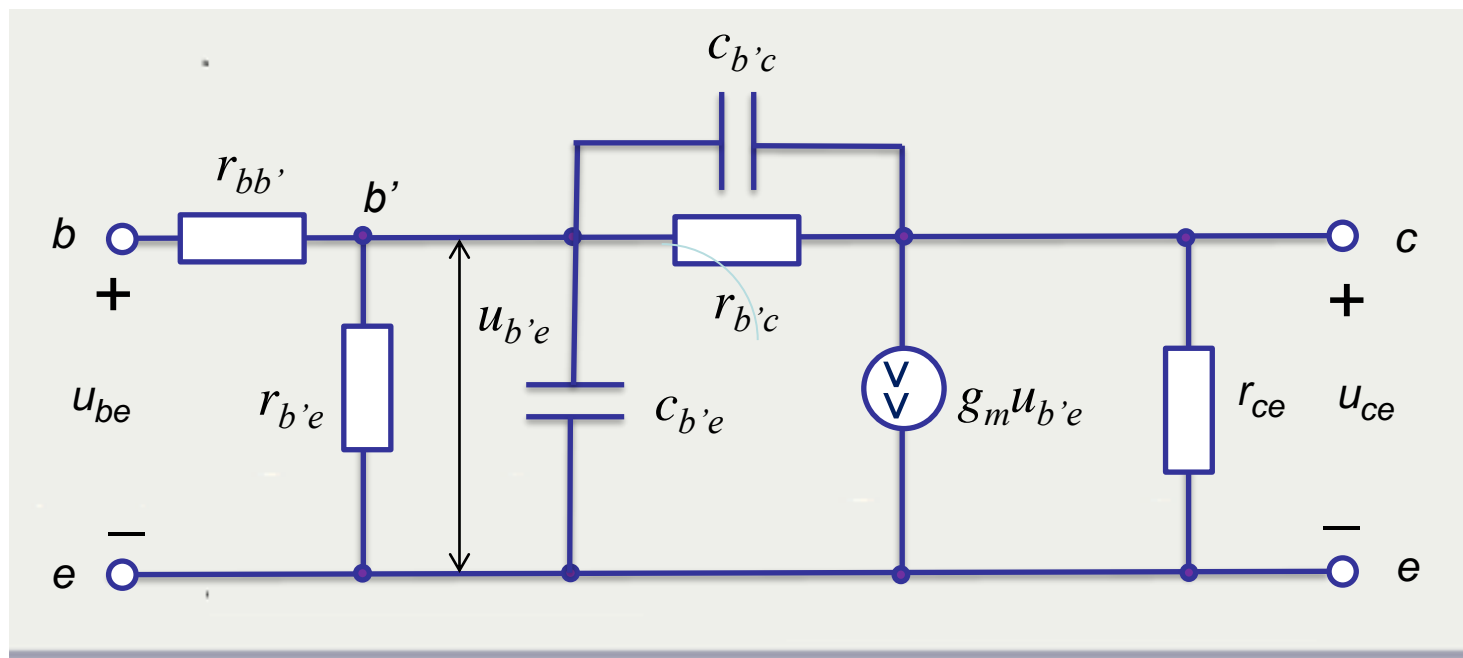 c_{b’c}
r_{bb’}
b’
b
c
+
+
r_{b’c}
u_{b’e}
u_{be}
r_{b’e}
c_{b’e}
g_m u_{b’e}
r_{ce}
u_{ce}
—
—
e
e